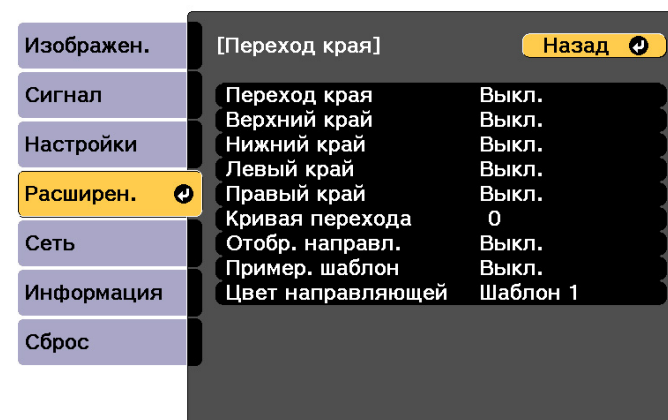 Изображен.
Сигнал
Настройки
Расширен.
Сеть
Информация
Сброс
[Переход края] Назад
Переход края Выкл.
Верхний край Выкл.
Нижний край Выкл.
Левый край Выкл.
Правый край Выкл.
Кривая перехода 0
Отобр. направл. Выкл.
Пример. шаблон Выкл.
Цвет направляющей Шаблон 1